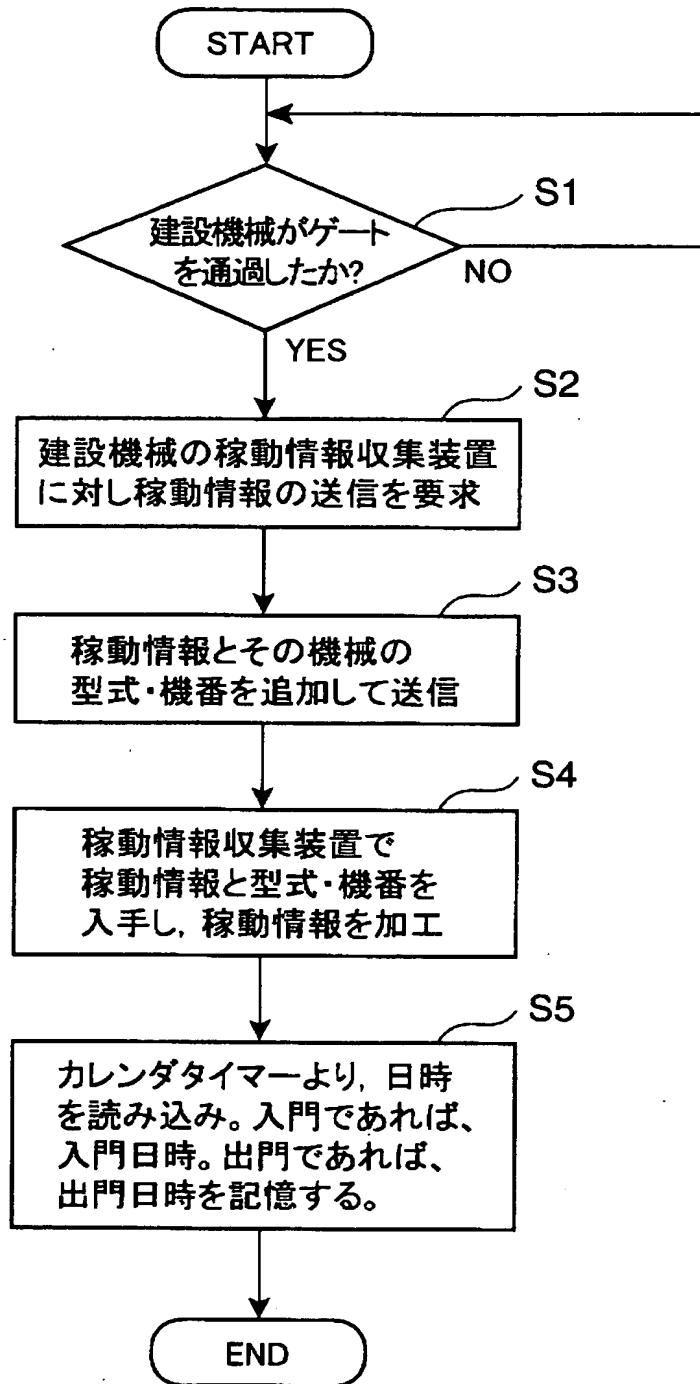 START
S1
建設機械がゲート
を通過したか?
NO
YES
S2
建設機械の稼動情報収集装置
に対し稼動情報の送信を要求
S3
稼動情報とその機械の
型式・機番を追加して送信
S4
稼動情報収集装置で
稼動情報と型式・機番を
入手し, 稼動情報を加工
S5
カレンダタイマーより, 日時
を読み込み。入門であれば、
入門日時。出門であれば、
出門日時を記憶する。
END